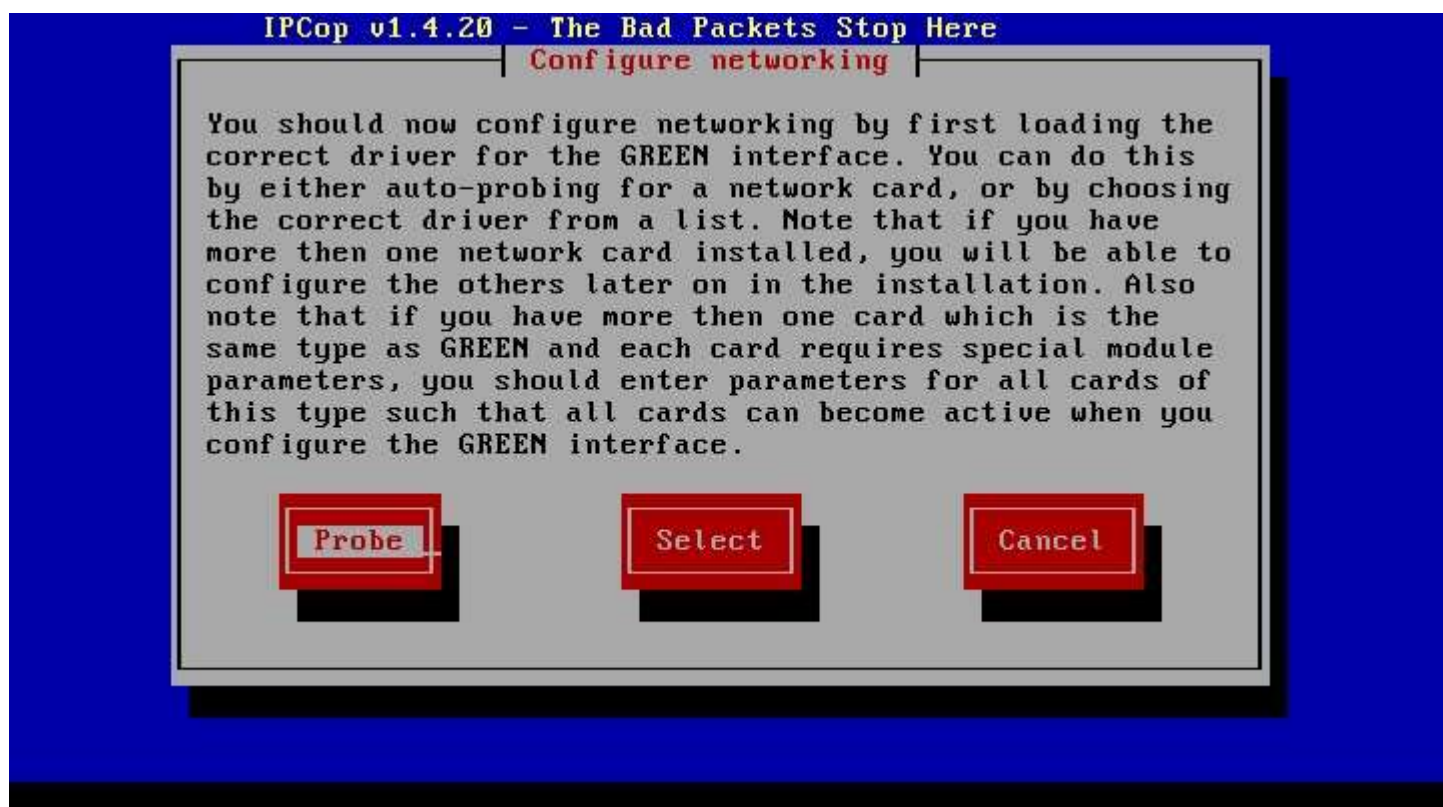 IPCop v1.4.20 - The Bad Packets Stop Here
Configure networking
You should now configure networking by first loading the
correct driver for the GREEN interface. You can do this
by either auto-probing for a network card, or by choosing
the correct driver from a list. Note that if you have
more then one network card installed, you will be able to
configure the others later on in the installation. Also
note that if you have more then one card which is the
same type as GREEN and each card requires special module
parameters, you should enter parameters for all cards of
this type such that all cards can become active when you
configure the GREEN interface.
Probe Select Cancel